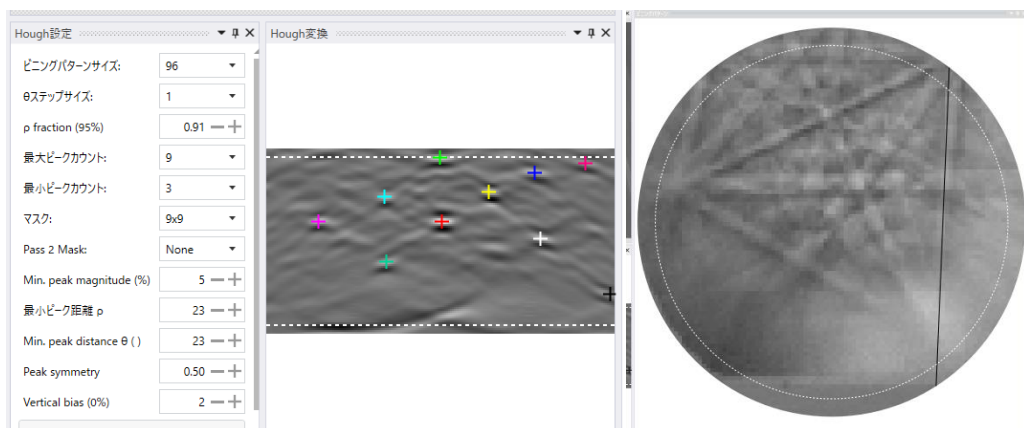 Hough設定
ビニングパターンサイズ: 96
θステップサイズ: 1
ρ fraction (95%) 0.91
最大ピークカウント: 9
最小ピークカウント: 3
マスク: 9x9
Pass 2 Mask: None
Min. peak magnitude (%) 5
最小ピーク距離 ρ 23
Min. peak distance θ ( ) 23
Peak symmetry 0.50
Vertical bias (0%) 2
Hough変換